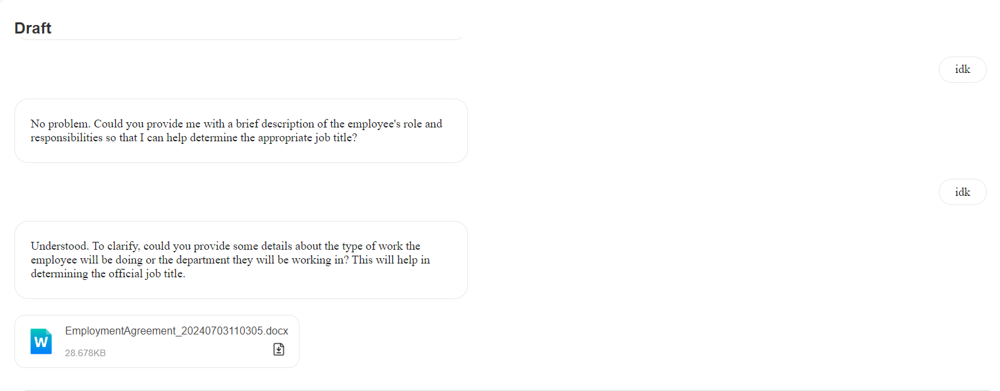 Draft
idk
No problem. Could you provide me with a brief description of the employee's role and
responsibilities so that I can help determine the appropriate job title?
idk
Understood. To clarify, could you provide some details about the type of work the
employee will be doing or the department they will be working in? This will help in
determining the official job title.
W
EmploymentAgreement_20240703110305.docx
28.678KB